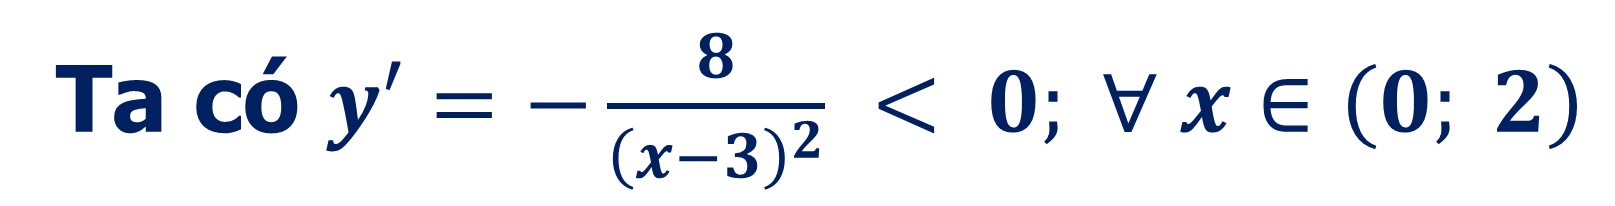 Ta có y′ = − 8/(x−3)² < 0; ∀ x ∈ (0; 2)